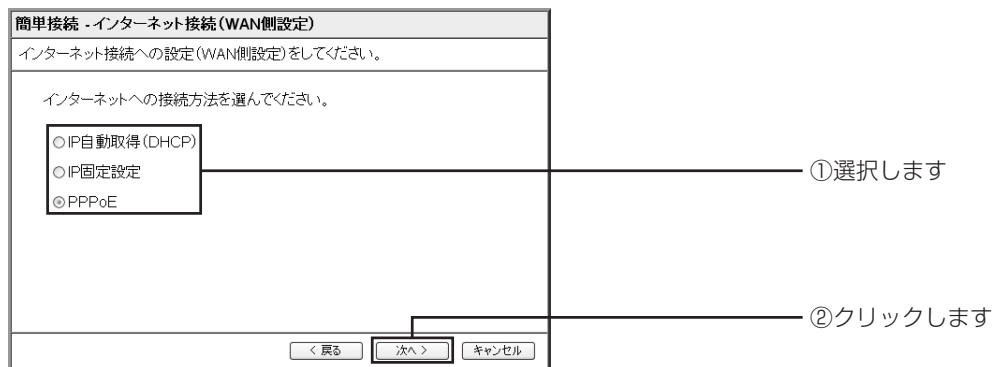 簡単接続 - インターネット接続(WAN側設定)
インターネット接続への設定(WAN側設定)をしてください。
インターネットへの接続方法を選んでください。
IP自動取得(DHCP)
IP固定設定
PPPoE
①選択します
②クリックします
< 戻る 次へ > キャンセル